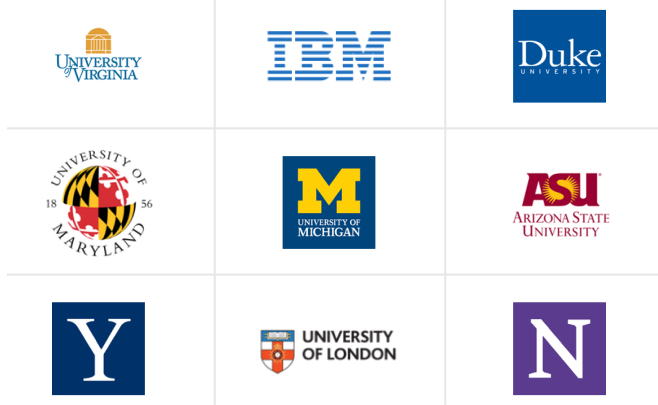 UNIVERSITY
of VIRGINIA
IBM
Duke
UNIVERSITY
UNIVERSITY OF
18 56
MARYLAND
M
UNIVERSITY OF
MICHIGAN
ASU
ARIZONA STATE
UNIVERSITY
Y
UNIVERSITY
OF LONDON
N